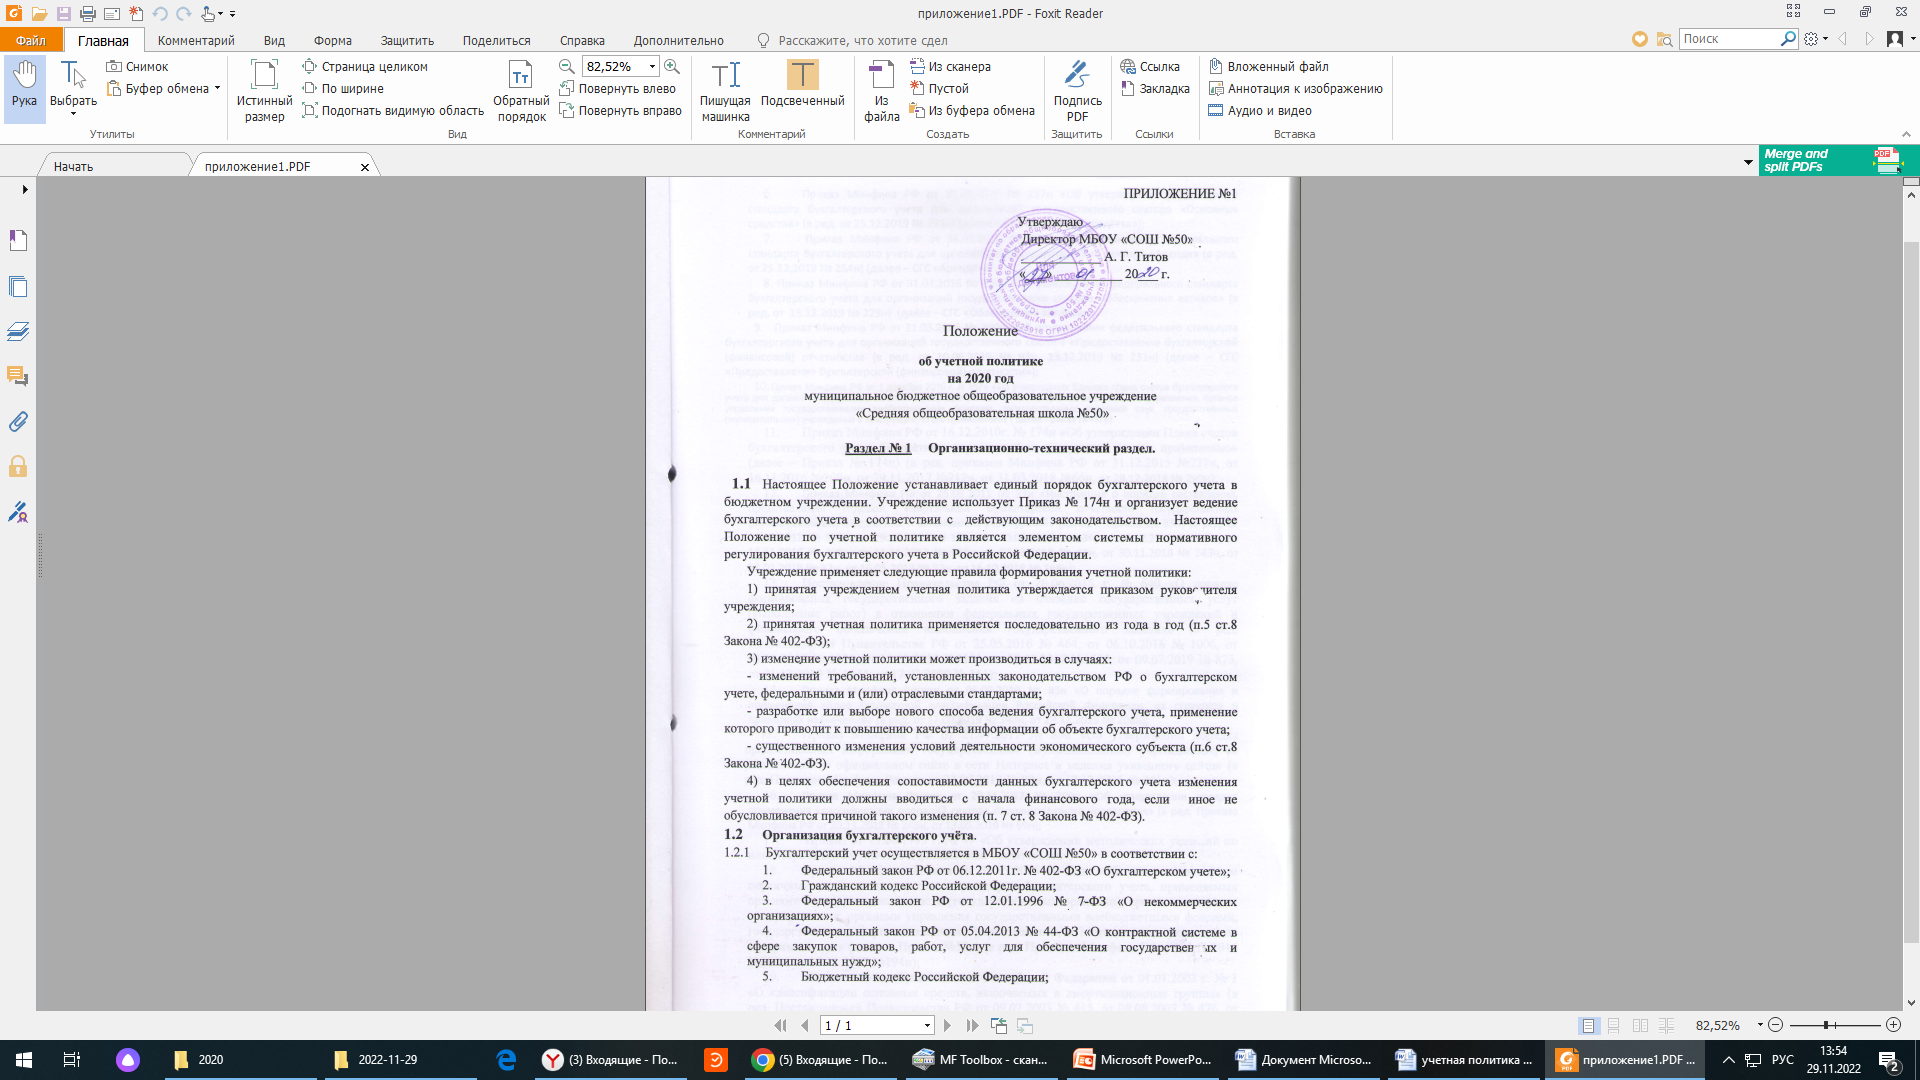 приложение1.PDF - Foxit Reader
Файл
Главная
Комментарий
Вид
Форма
Защитить
Поделиться
Справка
Дополнительно
Расскажите, что хотите сдел
Поиск
Рука
Выбрать
Снимок
Буфер обмена
Утилиты
Истинный размер
Страница целиком
По ширине
Подогнать видимую область
Обратный порядок
82,52%
Повернуть влево
Повернуть вправо
Вид
Пишущая машинка
Подсвеченный
Комментарий
Из файла
Из сканера
Пустой
Из буфера обмена
Создать
Подпись PDF
Защитить
Ссылка
Закладка
Ссылки
Вложенный файл
Аннотация к изображению
Аудио и видео
Вставка
Начать
приложение1.PDF
Merge and
split PDFs
ПРИЛОЖЕНИЕ №1
Утверждаю
Директор МБОУ «СОШ №50»
А. Г. Титов
«27» 01 2020 г.
Положение
об учетной политике
на 2020 год
муниципальное бюджетное общеобразовательное учреждение
«Средняя общеобразовательная школа №50»
Раздел № 1 Организационно-технический раздел.
1.1 Настоящее Положение устанавливает единый порядок бухгалтерского учета в
бюджетном учреждении. Учреждение использует Приказ № 174н и организует ведение
бухгалтерского учета в соответствии с действующим законодательством. Настоящее
Положение по учетной политике является элементом системы нормативного
регулирования бухгалтерского учета в Российской Федерации.
Учреждение применяет следующие правила формирования учетной политики:
1) принятая учреждением учетная политика утверждается приказом руководителя
учреждения;
2) принятая учетная политика применяется последовательно из года в год (п.5 ст.8
Закона № 402-ФЗ);
3) изменение учетной политики может производиться в случаях:
- изменений требований, установленных законодательством РФ о бухгалтерском
учете, федеральными и (или) отраслевыми стандартами;
- разработке или выборе нового способа ведения бухгалтерского учета, применение
которого приводит к повышению качества информации об объекте бухгалтерского учета;
- существенного изменения условий деятельности экономического субъекта (п.6 ст.8
Закона № 402-ФЗ).
4) в целях обеспечения сопоставимости данных бухгалтерского учета изменения
учетной политики должны вводиться с начала финансового года, если иное не
обусловливается причиной такого изменения (п. 7 ст. 8 Закона № 402-ФЗ).
1.2 Организация бухгалтерского учёта.
1.2.1 Бухгалтерский учет осуществляется в МБОУ «СОШ №50» в соответствии с:
1. Федеральный закон РФ от 06.12.2011г. № 402-ФЗ «О бухгалтерском учете»;
2. Гражданский кодекс Российской Федерации;
3. Федеральный закон РФ от 12.01.1996 № 7-ФЗ «О некоммерческих
организациях»;
4. Федеральный закон РФ от 05.04.2013 № 44-ФЗ «О контрактной системе в
сфере закупок товаров, работ, услуг для обеспечения государственных и
муниципальных нужд»;
5. Бюджетный кодекс Российской Федерации;
1 / 1
82,52%
2020
2022-11-29
(3) Входящие - По...
(5) Входящие - По...
MF Toolbox - скан...
Microsoft PowerPo...
Документ Microso...
учетная политика ...
приложение1.PDF ...
РУС
13:54
29.11.2022
2